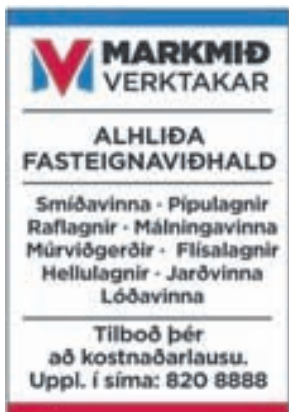 MARKMIÐ
VERKTAKAR
ALHLIÐA
FASTEIGNAVIÐHALD
Smíðavinna · Pípulagnir
Raflagnir · Málningavinna
Múrviðgerðir · Flísalagnir
Hellulagnir · Jarðvinna
Lóðavinna
Tilboð þér
að kostnaðarlausu.
Uppl. í síma: 820 8888